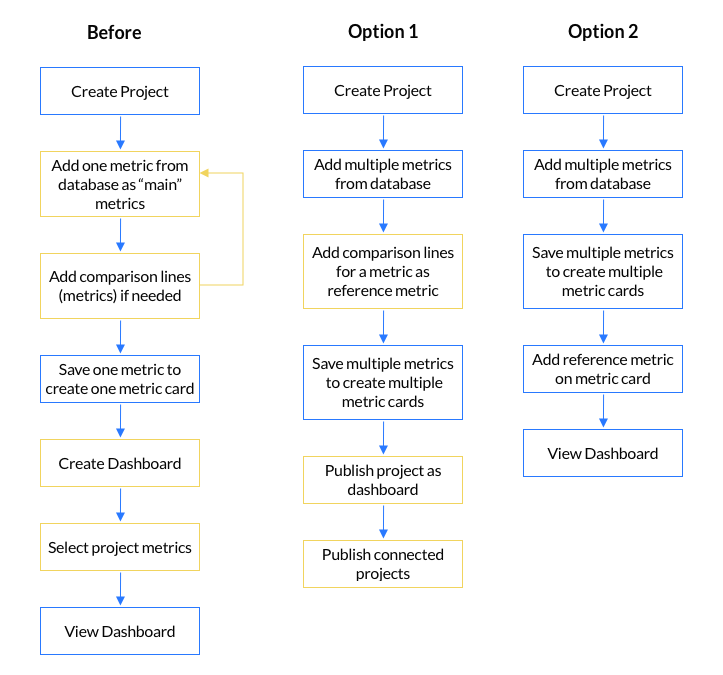 Before
Create Project
Add one metric from
database as “main”
metrics
Add comparison lines
(metrics) if needed
Save one metric to
create one metric card
Create Dashboard
Select project metrics
View Dashboard
Option 1
Create Project
Add multiple metrics
from database
Add comparison lines
for a metric as
reference metric
Save multiple metrics
to create multiple
metric cards
Publish project as
dashboard
Publish connected
projects
Option 2
Create Project
Add multiple metrics
from database
Save multiple metrics
to create multiple
metric cards
Add reference metric
on metric card
View Dashboard